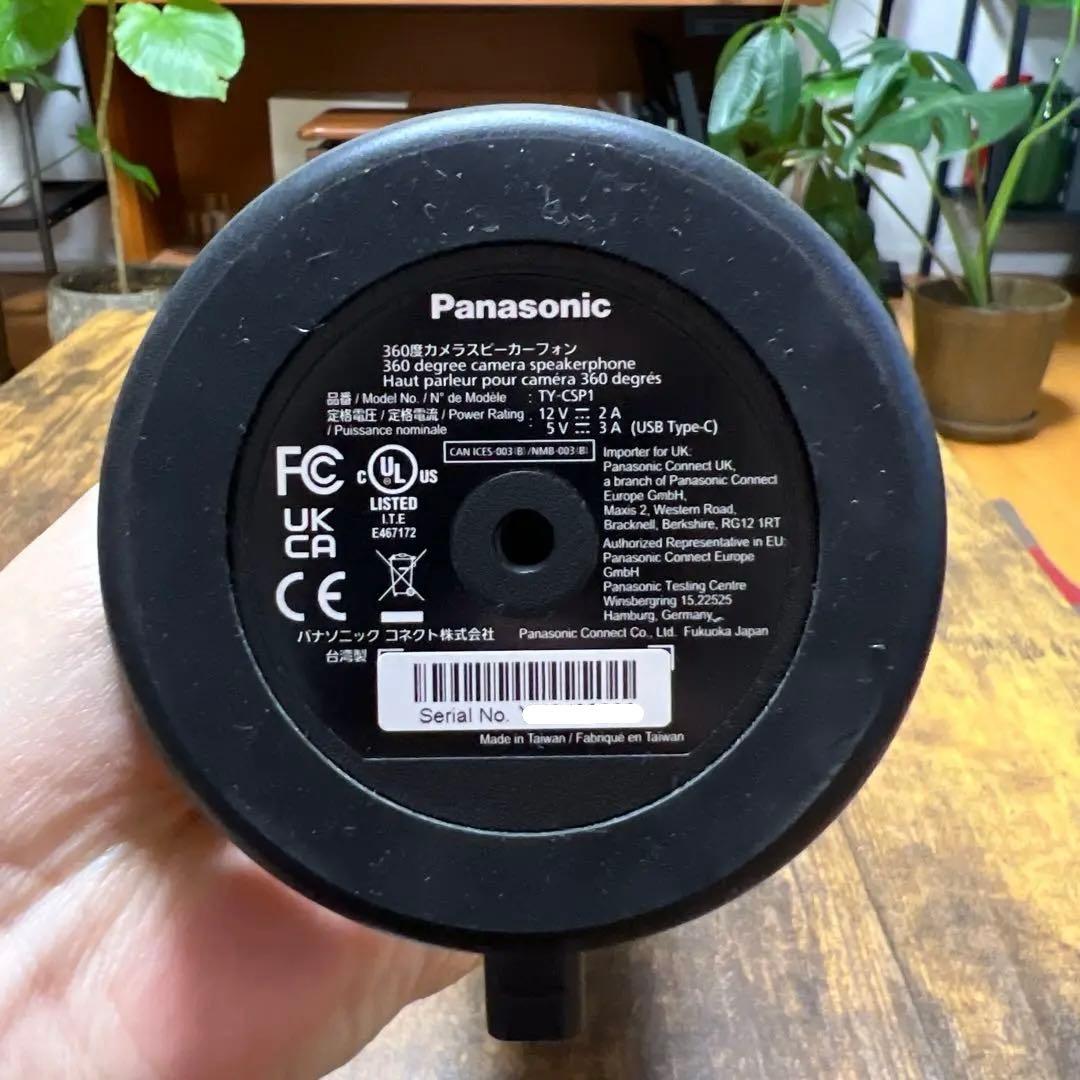 Panasonic
360度カメラスピーカーフォン
360 degree camera speakerphone
Haut parleur pour caméra 360 degrés
品番 / Model No. / N° de Modèle : TY-CSP1
定格電圧 / 定格電流 / Power Rating : 12 V ⎓ 2 A
/ Puissance nominale 5 V ⎓ 3 A (USB Type-C)
CAN ICES-003(B)/NMB-003(B)
FC
C UL US
LISTED
I.T.E
E467172
UK
CA
CE
Importer for UK:
Panasonic Connect UK,
a branch of Panasonic Connect
Europe GmbH,
Maxis 2, Western Road,
Bracknell, Berkshire, RG12 1RT
Authorized Representative in EU:
Panasonic Connect Europe
GmbH
Panasonic Testing Centre
Winsbergring 15,22525
Hamburg, Germany
パナソニック コネクト株式会社 Panasonic Connect Co., Ltd. Fukuoka Japan
台湾製
Serial No.
Made in Taiwan / Fabriqué en Taïwan